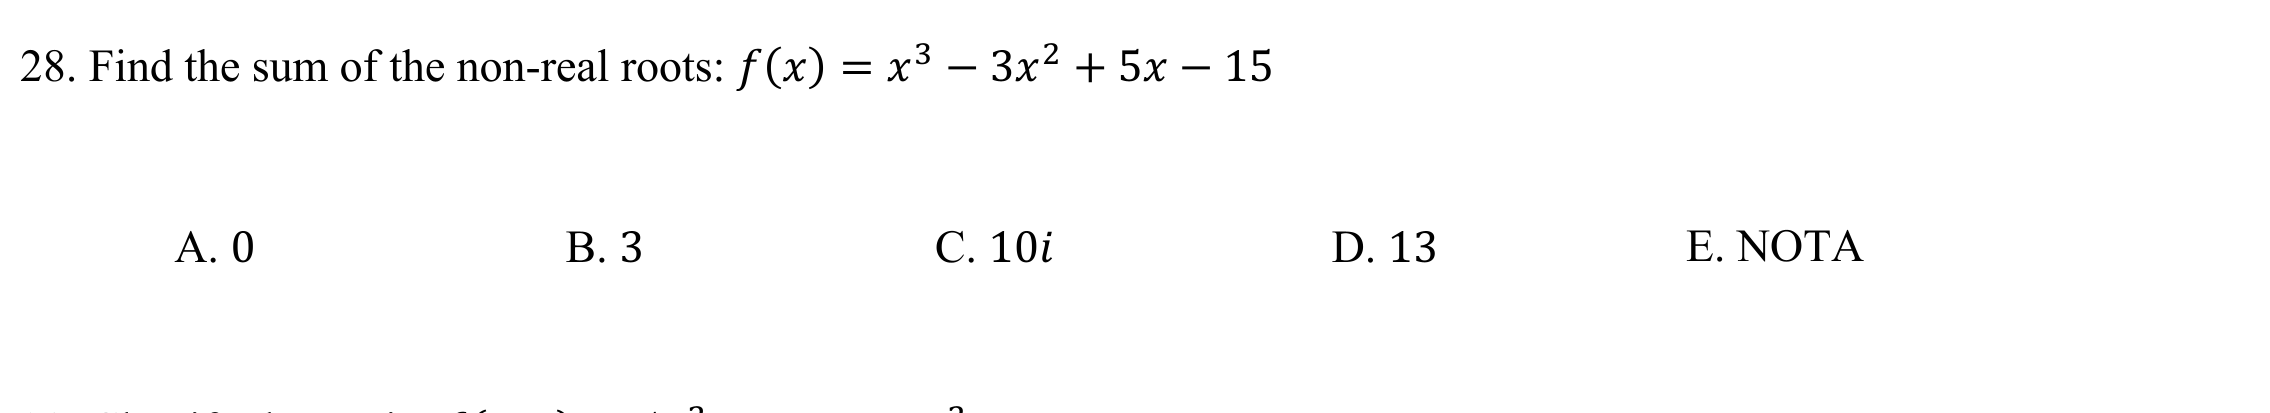 28. Find the sum of the non-real roots: f(x) = x³ − 3x² + 5x − 15
A. 0 B. 3 C. 10i D. 13 E. NOTA